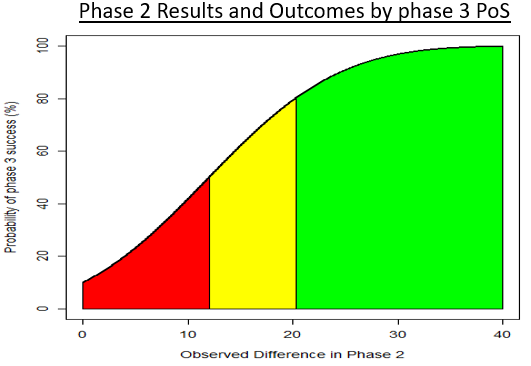 Phase 2 Results and Outcomes by phase 3 PoS
Probability of phase 3 success (%)
100
80
60
40
20
0
0 10 20 30 40
Observed Difference in Phase 2